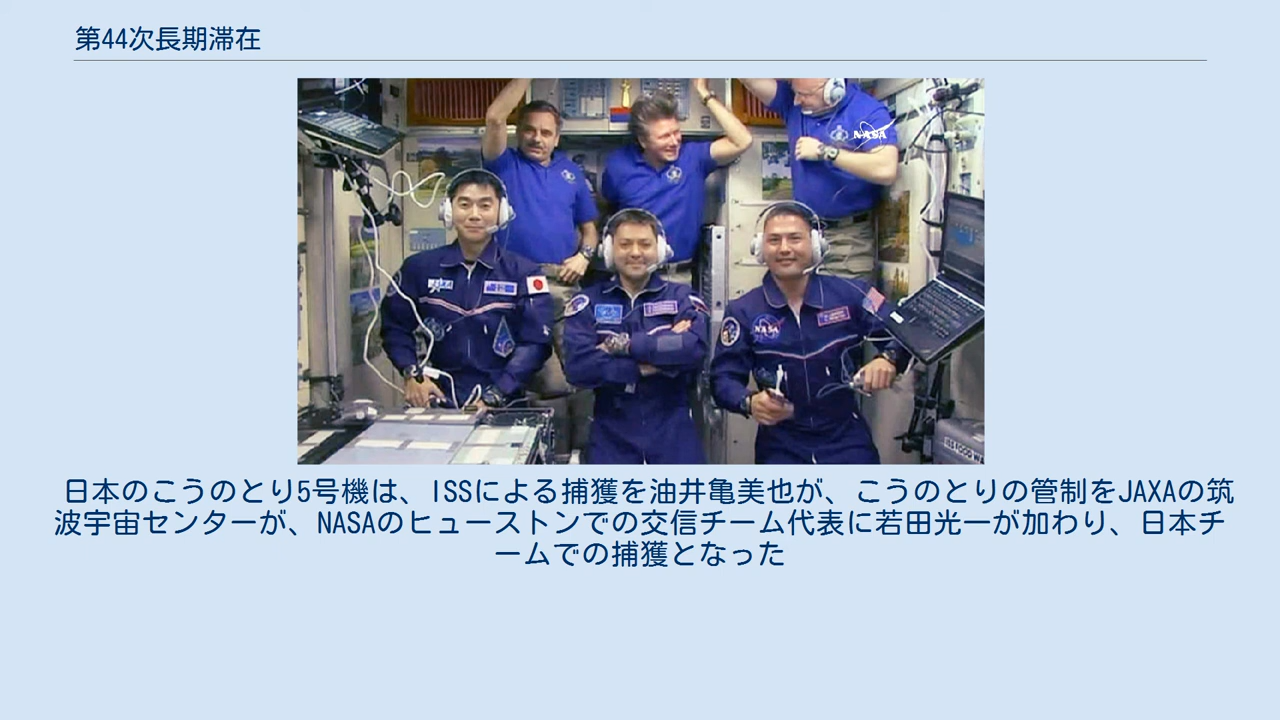 第44次長期滞在
NASA
NASA
日本のこうのとり5号機は、ISSによる捕獲を油井亀美也が、こうのとりの管制をJAXAの筑
波宇宙センターが、NASAのヒューストンでの交信チーム代表に若田光一が加わり、日本チ
ームでの捕獲となった